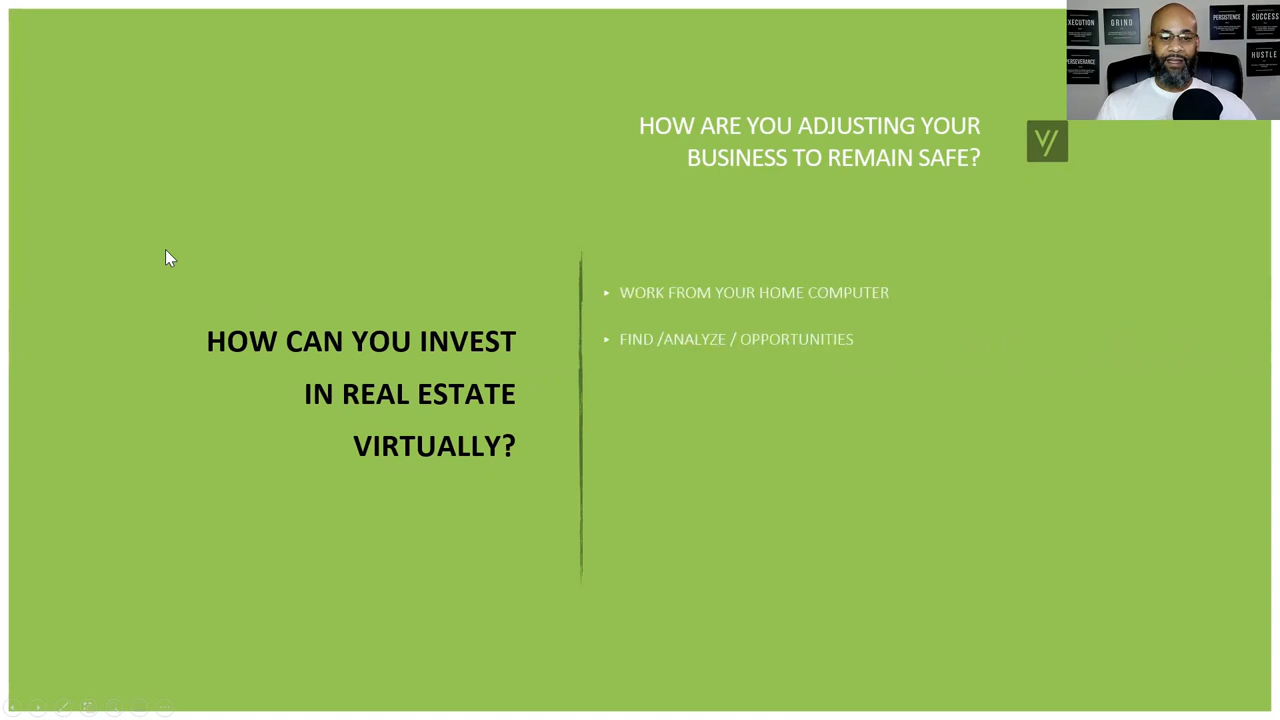 HOW ARE YOU ADJUSTING YOUR
BUSINESS TO REMAIN SAFE?
HOW CAN YOU INVEST
IN REAL ESTATE
VIRTUALLY?
▸ WORK FROM YOUR HOME COMPUTER
▸ FIND /ANALYZE / OPPORTUNITIES
EXECUTION
GRIND
PERSISTENCE
SUCCESS
PERSEVERANCE
HUSTLE